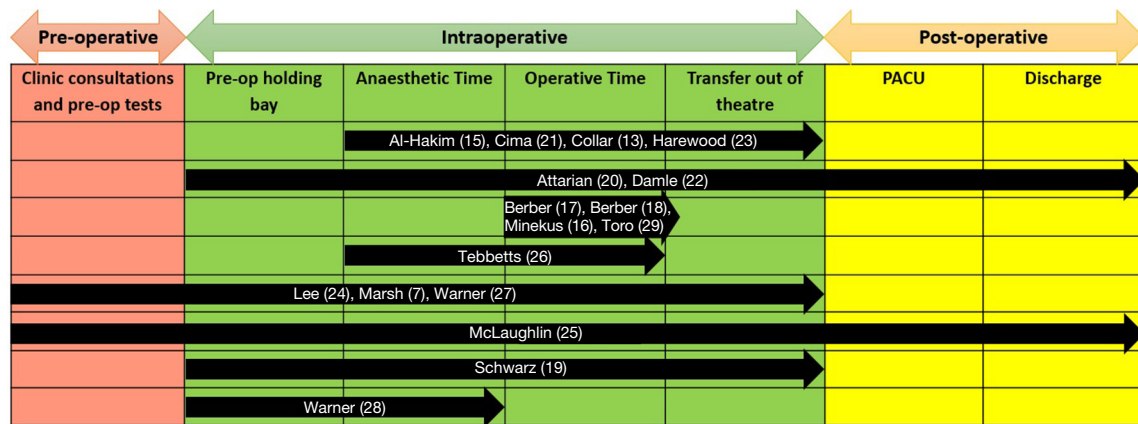 Pre-operative
Intraoperative
Post-operative
Clinic consultations
and pre-op tests
Pre-op holding
bay
Anaesthetic Time
Operative Time
Transfer out of
theatre
PACU
Discharge
Al-Hakim (15), Cima (21), Collar (13), Harewood (23)
Attarian (20), Damle (22)
Berber (17), Berber (18),
Minekus (16), Toro (29)
Tebbetts (26)
Lee (24), Marsh (7), Warner (27)
McLaughlin (25)
Schwarz (19)
Warner (28)